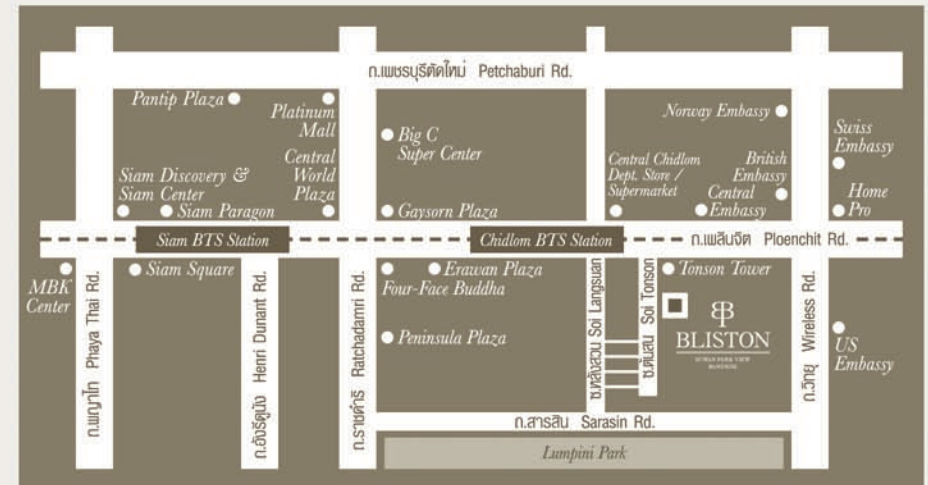 ถ.เพชรบุรีตัดใหม่ Petchaburi Rd.
Pantip Plaza
Platinum
Mall
Big C
Super Center
Norway Embassy
Swiss
Embassy
Siam Discovery &
Siam Center
Central
World
Plaza
Central Chidlom
Dept. Store /
Supermarket
British
Embassy
Siam Paragon
Gaysorn Plaza
Central
Embassy
Home
Pro
Siam BTS Station
Chidlom BTS Station
ถ.เพลินจิต Ploenchit Rd.
MBK
Center
Siam Square
Four-Face Buddha
Erawan Plaza
Tonson Tower
Peninsula Plaza
BLISTON
SUWAN PARK VIEW
US
Embassy
ถ.พญาไท Phaya Thai Rd.
ถ.อังรีดูนัง Henri Dunant Rd.
ถ.ราชดำริ Ratchadamri Rd.
ซ.หลังสวน Soi Langsuan
ซ.ต้นสน Soi Tonson
ถ.วิทยุ Wireless Rd.
ถ.สารสิน Sarasin Rd.
Lumpini Park